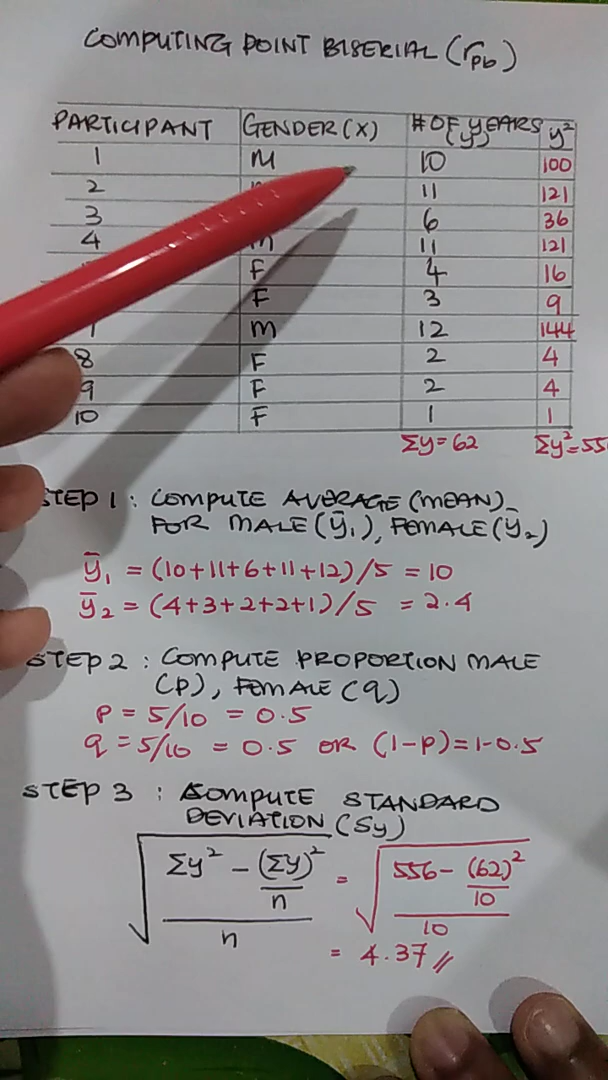 COMPUTING POINT BISERIAL (rpb)
PARTICIPANT GENDER (X) # OF YEARS (y) y²
1 M 10 100
2 11 121
3 6 36
4 M 11 121
F 4 16
F 3 9
M 12 144
8 F 2 4
9 F 2 4
10 F 1 1
Σy = 62 Σy² = 55
STEP 1 : COMPUTE AVERAGE (MEAN)
FOR MALE (ȳ₁), FEMALE (ȳ₂)
ȳ₁ = (10+11+6+11+12)/5 = 10
ȳ₂ = (4+3+2+2+1)/5 = 2.4
STEP 2 : COMPUTE PROPORTION MALE
(P), FEMALE (q)
P = 5/10 = 0.5
q = 5/10 = 0.5 OR (1-P) = 1-0.5
STEP 3 : COMPUTE STANDARD
DEVIATION (Sy)
√((Σy² - (Σy)²/n)/n) = √((556 - (62)²/10)/10)
= 4.37 //